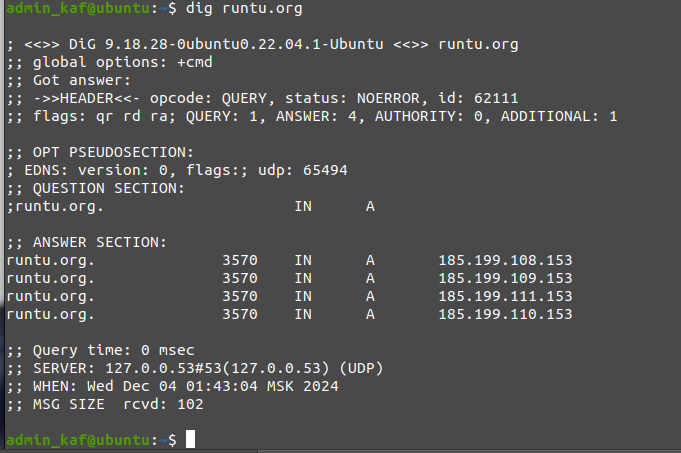 admin_kaf@ubuntu:~$ dig runtu.org

; <<>> DiG 9.18.28-0ubuntu0.22.04.1-Ubuntu <<>> runtu.org
;; global options: +cmd
;; Got answer:
;; ->>HEADER<<- opcode: QUERY, status: NOERROR, id: 62111
;; flags: qr rd ra; QUERY: 1, ANSWER: 4, AUTHORITY: 0, ADDITIONAL: 1

;; OPT PSEUDOSECTION:
; EDNS: version: 0, flags:; udp: 65494
;; QUESTION SECTION:
;runtu.org.                     IN      A

;; ANSWER SECTION:
runtu.org.              3570    IN      A       185.199.108.153
runtu.org.              3570    IN      A       185.199.109.153
runtu.org.              3570    IN      A       185.199.111.153
runtu.org.              3570    IN      A       185.199.110.153

;; Query time: 0 msec
;; SERVER: 127.0.0.53#53(127.0.0.53) (UDP)
;; WHEN: Wed Dec 04 01:43:04 MSK 2024
;; MSG SIZE  rcvd: 102

admin_kaf@ubuntu:~$